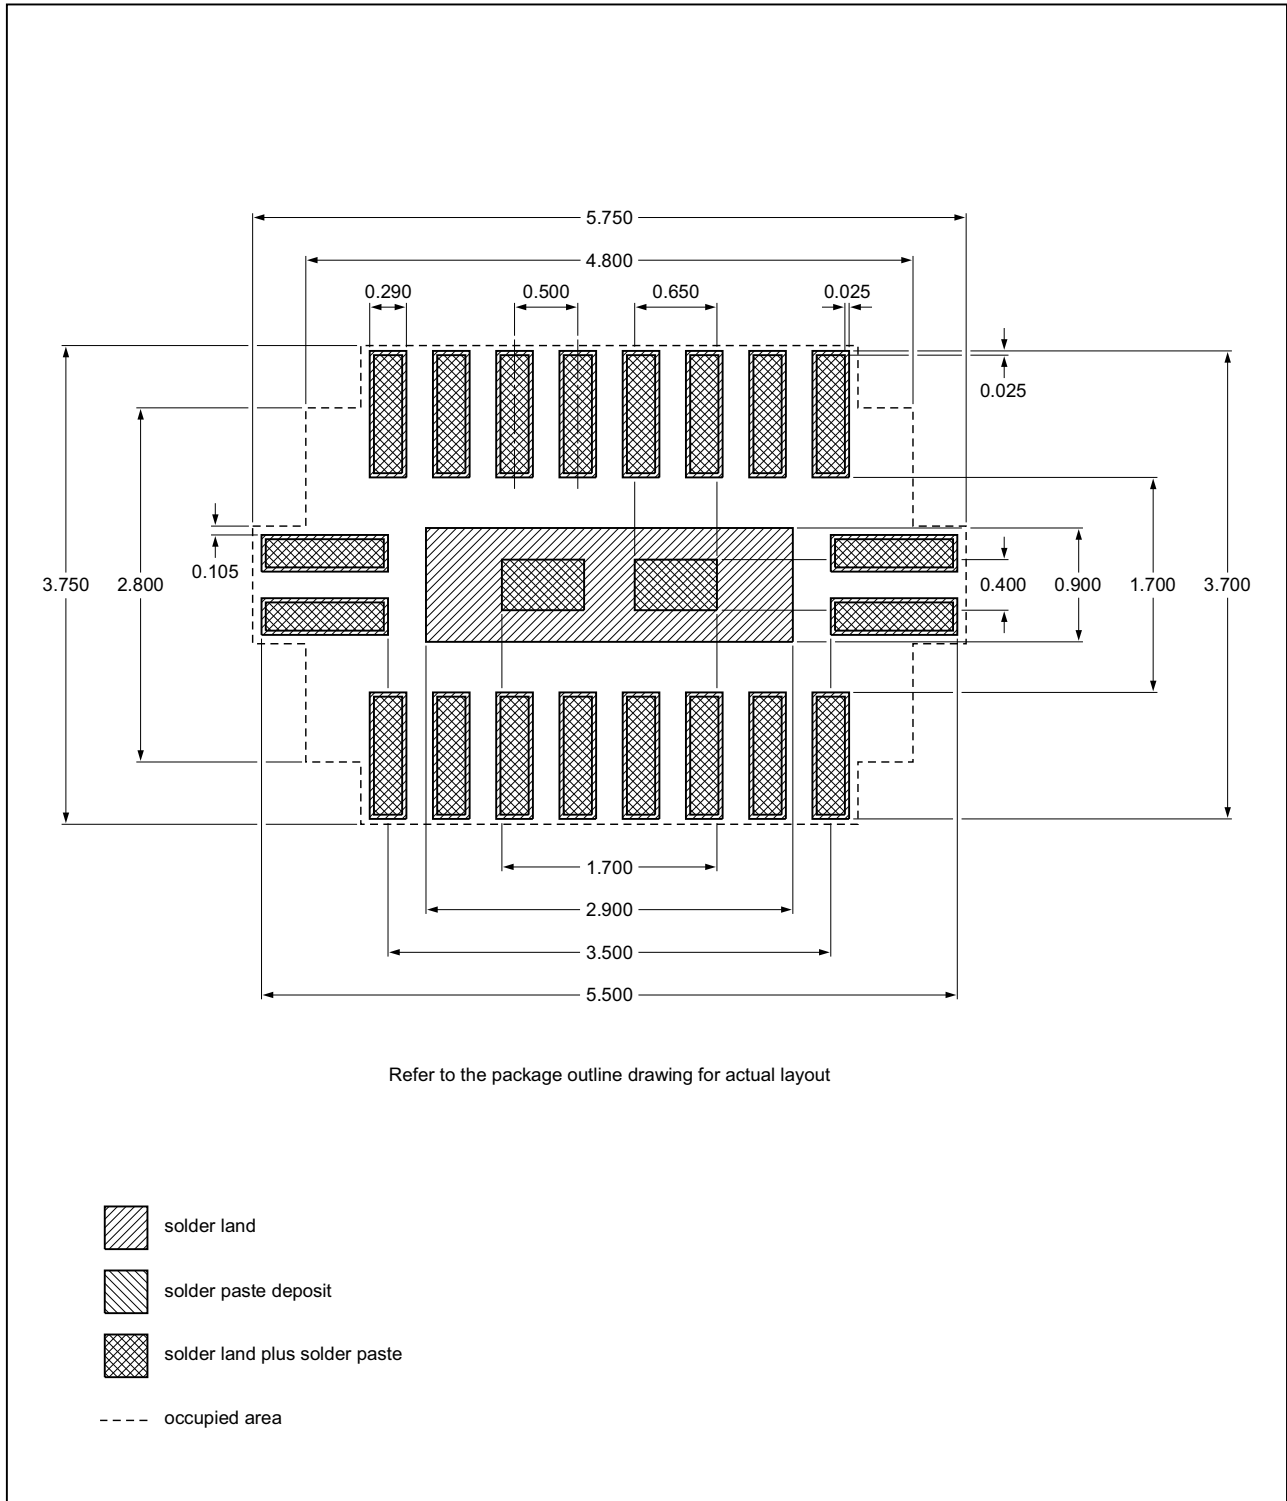 5.750
4.800
0.290 0.500 0.650 0.025
0.025
0.105
3.750 2.800 0.400 0.900 1.700 3.700
1.700
2.900
3.500
5.500
Refer to the package outline drawing for actual layout
solder land
solder paste deposit
solder land plus solder paste
occupied area